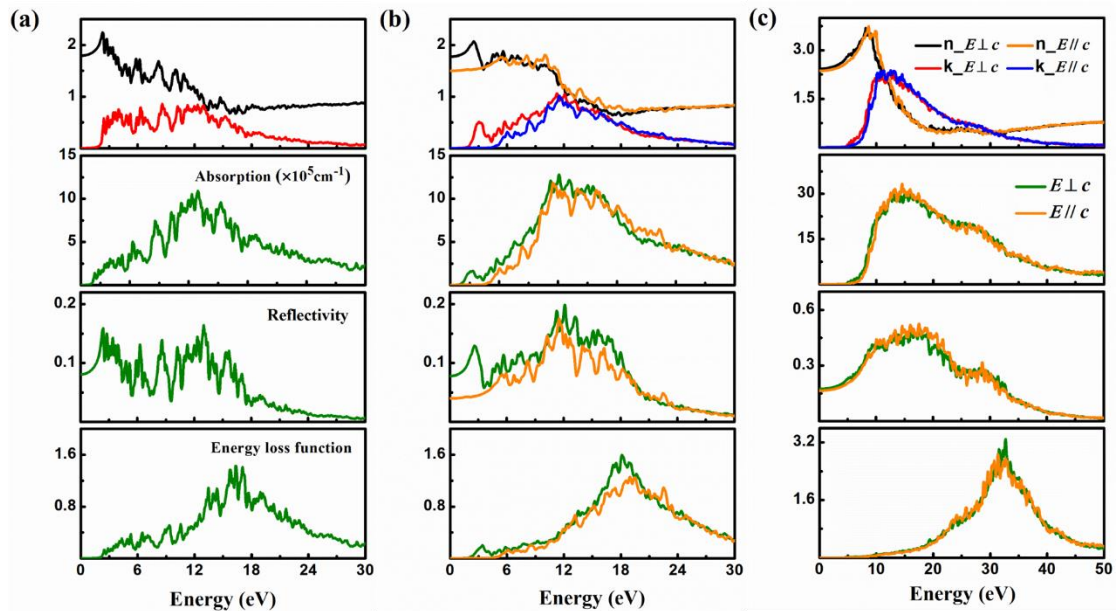 (a)
2
1
15
10
5
Absorption (×10⁵cm⁻¹)
0.2
0.1
Reflectivity
1.6
0.8
Energy loss function
0 6 12 18 24 30
Energy (eV)
(b)
2
1
15
10
5
0.2
0.1
1.6
0.8
0 6 12 18 24 30
Energy (eV)
(c)
3.0
1.5
n_E⊥c n_E//c
k_E⊥c k_E//c
30
15
E⊥c
E//c
0.6
0.3
3.2
1.6
0 10 20 30 40 50
Energy (eV)